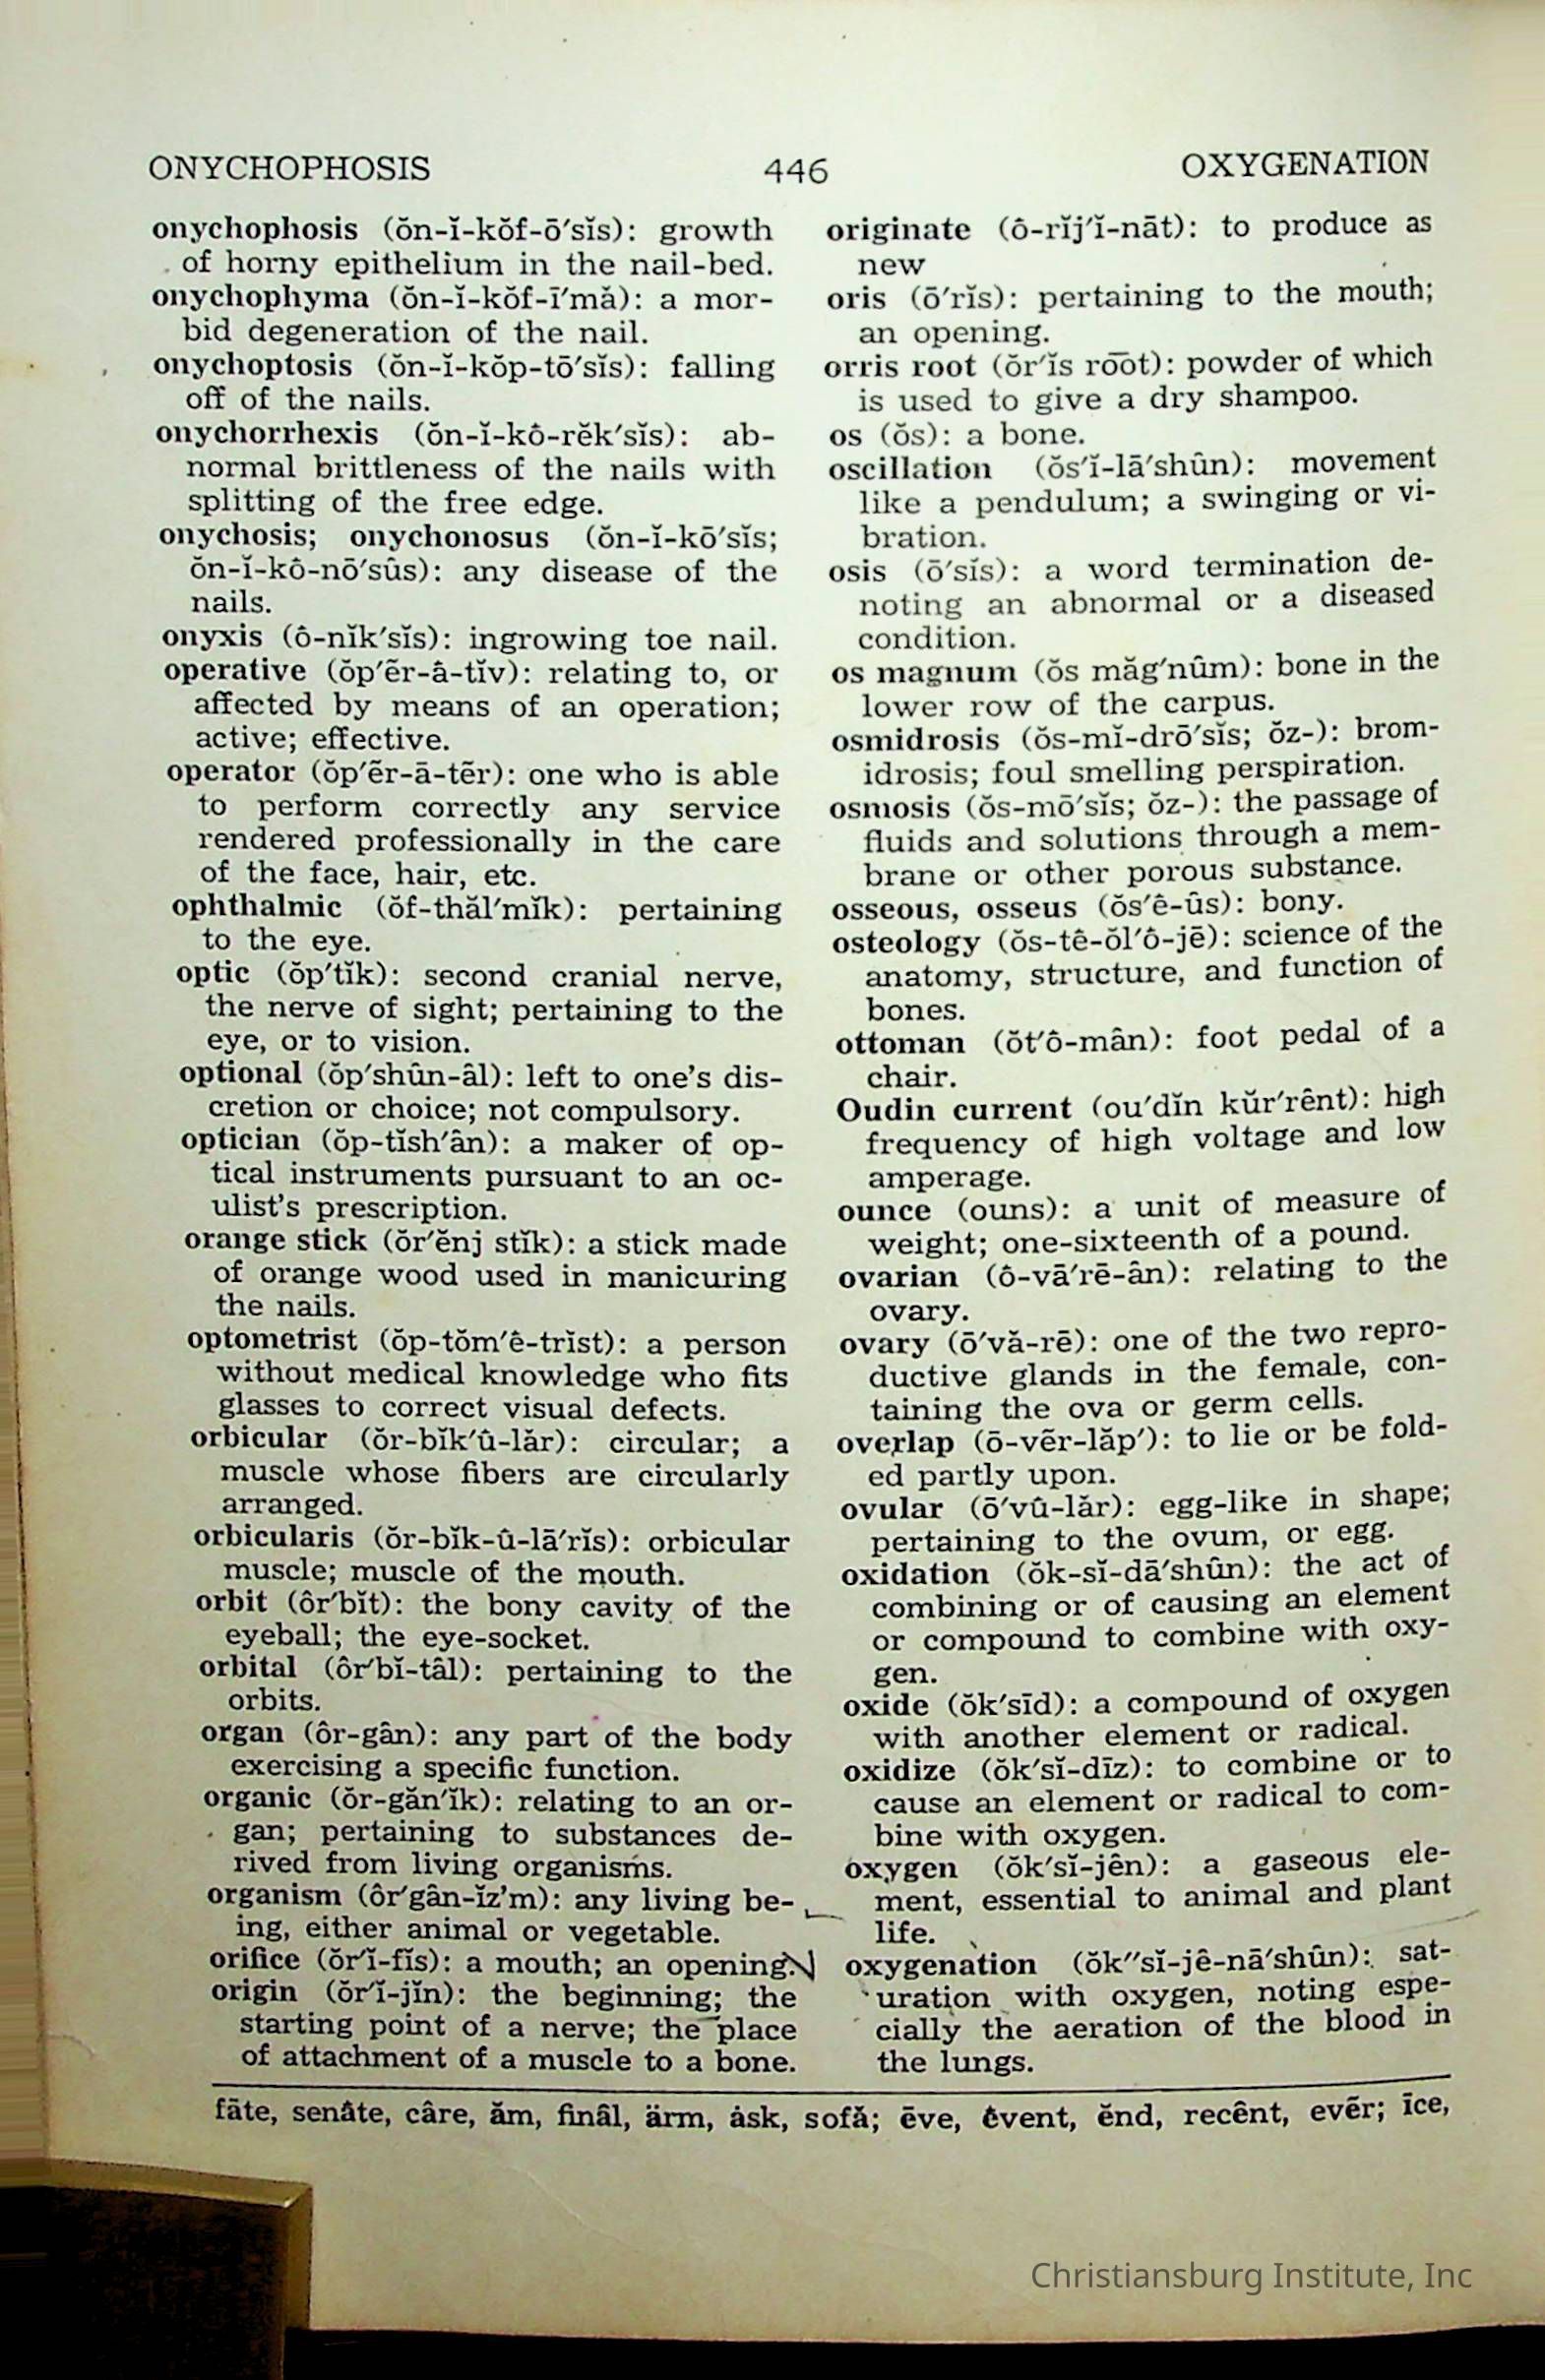 ONYCHOPHOSIS 446 OXYGENATION
onychophosis (ŏn-ĭ-kŏf-ō′sĭs): growth
of horny epithelium in the nail-bed.
onychophyma (ŏn-ĭ-kŏf-ī′mă): a mor-
bid degeneration of the nail.
onychoptosis (ŏn-ĭ-kŏp-tō′sĭs): falling
off of the nails.
onychorrhexis (ŏn-ĭ-kô-rĕk′sĭs): ab-
normal brittleness of the nails with
splitting of the free edge.
onychosis; onychonosus (ŏn-ĭ-kō′sĭs;
ŏn-ĭ-kô-nō′sûs): any disease of the
nails.
onyxis (ô-nĭk′sĭs): ingrowing toe nail.
operative (ŏp′ẽr-â-tĭv): relating to, or
affected by means of an operation;
active; effective.
operator (ŏp′ẽr-ā-tẽr): one who is able
to perform correctly any service
rendered professionally in the care
of the face, hair, etc.
ophthalmic (ŏf-thăl′mĭk): pertaining
to the eye.
optic (ŏp′tĭk): second cranial nerve,
the nerve of sight; pertaining to the
eye, or to vision.
optional (ŏp′shûn-âl): left to one's dis-
cretion or choice; not compulsory.
optician (ŏp-tĭsh′ân): a maker of op-
tical instruments pursuant to an oc-
ulist's prescription.
orange stick (ŏr′ĕnj stĭk): a stick made
of orange wood used in manicuring
the nails.
optometrist (ŏp-tŏm′ê-trĭst): a person
without medical knowledge who fits
glasses to correct visual defects.
orbicular (ŏr-bĭk′û-lăr): circular; a
muscle whose fibers are circularly
arranged.
orbicularis (ŏr-bĭk-û-lā′rĭs): orbicular
muscle; muscle of the mouth.
orbit (ôr′bĭt): the bony cavity of the
eyeball; the eye-socket.
orbital (ôr′bĭ-tâl): pertaining to the
orbits.
organ (ôr-gân): any part of the body
exercising a specific function.
organic (ŏr-găn′ĭk): relating to an or-
gan; pertaining to substances de-
rived from living organisms.
organism (ôr′gân-ĭz'm): any living be-
ing, either animal or vegetable.
orifice (ŏr′ĭ-fĭs): a mouth; an opening.
origin (ŏr′ĭ-jĭn): the beginning; the
starting point of a nerve; the place
of attachment of a muscle to a bone.
originate (ô-rĭj′ĭ-nāt): to produce as
new
oris (ō′rĭs): pertaining to the mouth;
an opening.
orris root (ŏr′ĭs ro͞ot): powder of which
is used to give a dry shampoo.
os (ŏs): a bone.
oscillation (ŏs′ĭ-lā′shûn): movement
like a pendulum; a swinging or vi-
bration.
osis (ō′sĭs): a word termination de-
noting an abnormal or a diseased
condition.
os magnum (ŏs măg′nûm): bone in the
lower row of the carpus.
osmidrosis (ŏs-mĭ-drō′sĭs; ŏz-): brom-
idrosis; foul smelling perspiration.
osmosis (ŏs-mō′sĭs; ŏz-): the passage of
fluids and solutions through a mem-
brane or other porous substance.
osseous, osseus (ŏs′ê-ûs): bony.
osteology (ŏs-tê-ŏl′ô-jē): science of the
anatomy, structure, and function of
bones.
ottoman (ŏt′ô-mân): foot pedal of a
chair.
Oudin current (ou′dĭn kŭr′rênt): high
frequency of high voltage and low
amperage.
ounce (ouns): a unit of measure of
weight; one-sixteenth of a pound.
ovarian (ô-vā′rē-ân): relating to the
ovary.
ovary (ō′vă-rē): one of the two repro-
ductive glands in the female, con-
taining the ova or germ cells.
overlap (ō-vẽr-lăp′): to lie or be fold-
ed partly upon.
ovular (ō′vû-lăr): egg-like in shape;
pertaining to the ovum, or egg.
oxidation (ŏk-sĭ-dā′shûn): the act of
combining or of causing an element
or compound to combine with oxy-
gen.
oxide (ŏk′sīd): a compound of oxygen
with another element or radical.
oxidize (ŏk′sĭ-dīz): to combine or to
cause an element or radical to com-
bine with oxygen.
oxygen (ŏk′sĭ-jên): a gaseous ele-
ment, essential to animal and plant
life.
oxygenation (ŏk″sĭ-jê-nā′shûn): sat-
uration with oxygen, noting espe-
cially the aeration of the blood in
the lungs.
fāte, senâte, câre, ăm, finâl, ärm, ȧsk, sofă; ēve, êvent, ĕnd, recênt, evẽr; īce,
Christiansburg Institute, Inc